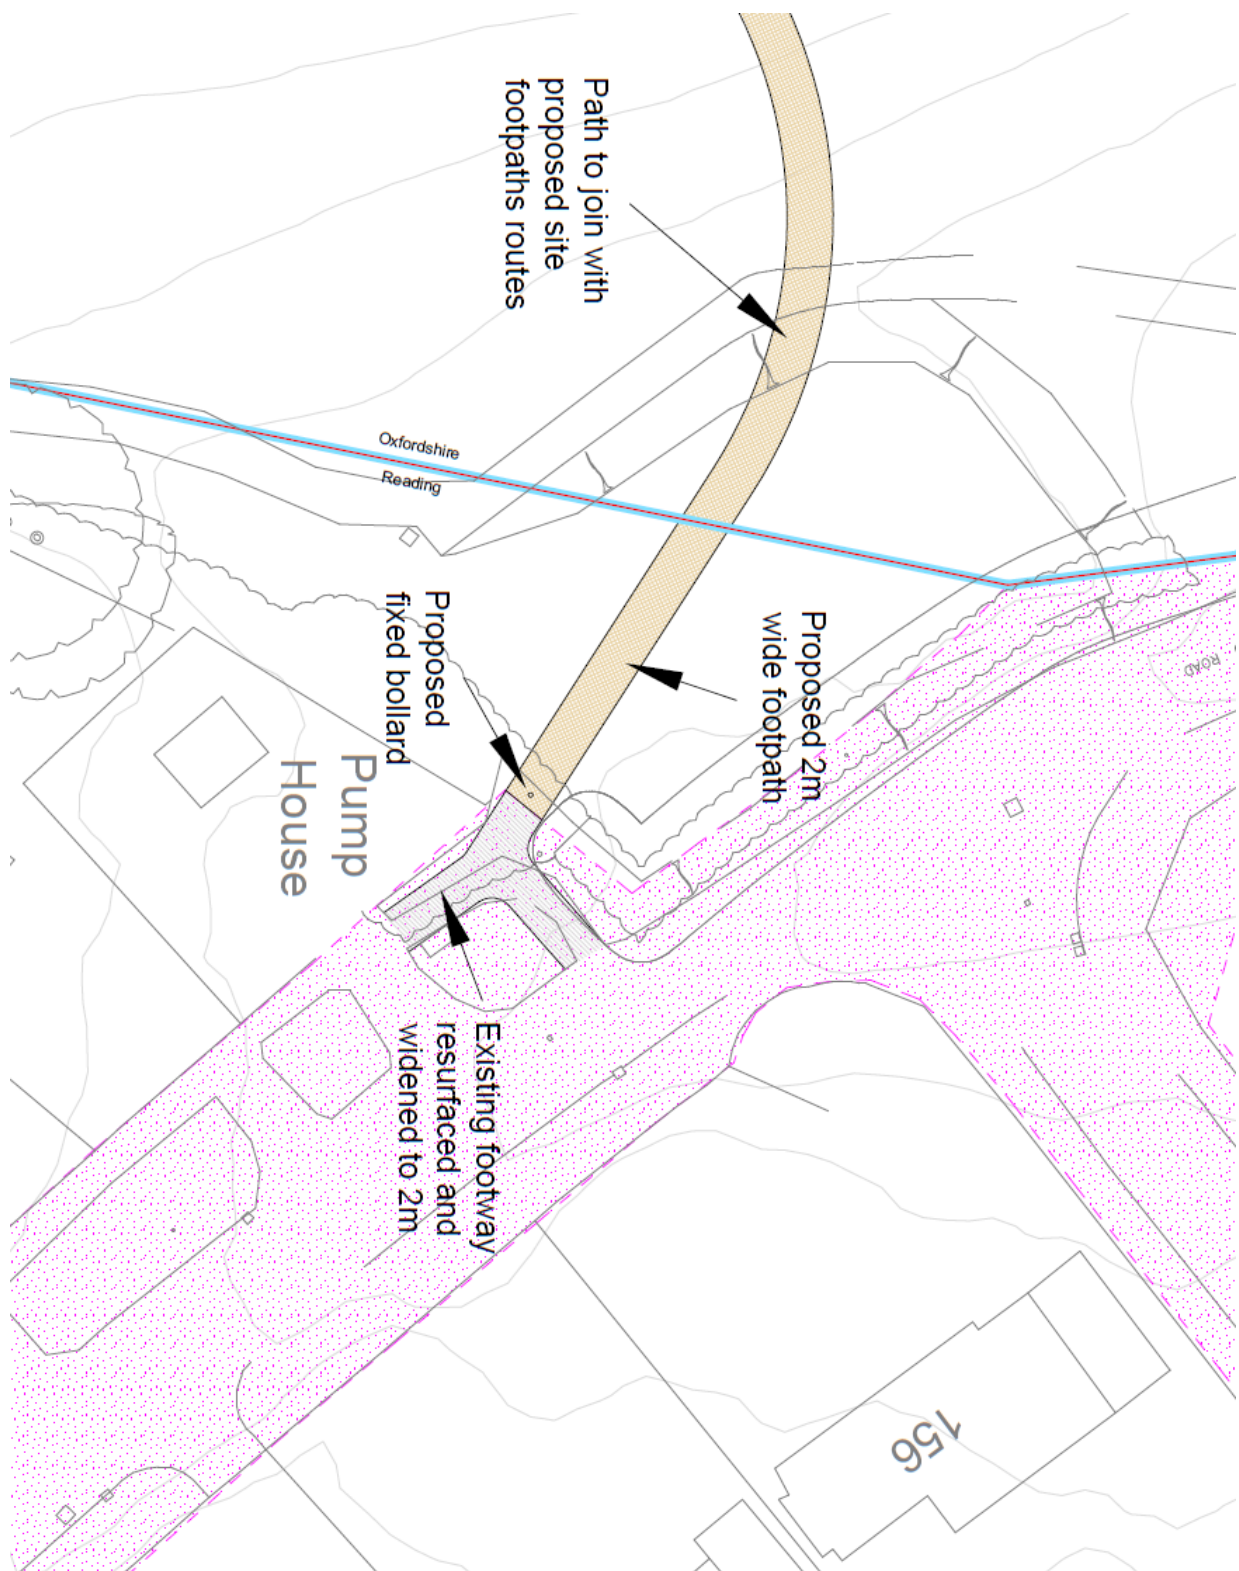 Path to join with
proposed site
footpaths routes
Oxfordshire
Reading
Proposed
fixed bollard
Proposed 2m
wide footpath
ROAD
Pump
House
Existing footway
resurfaced and
widened to 2m
156